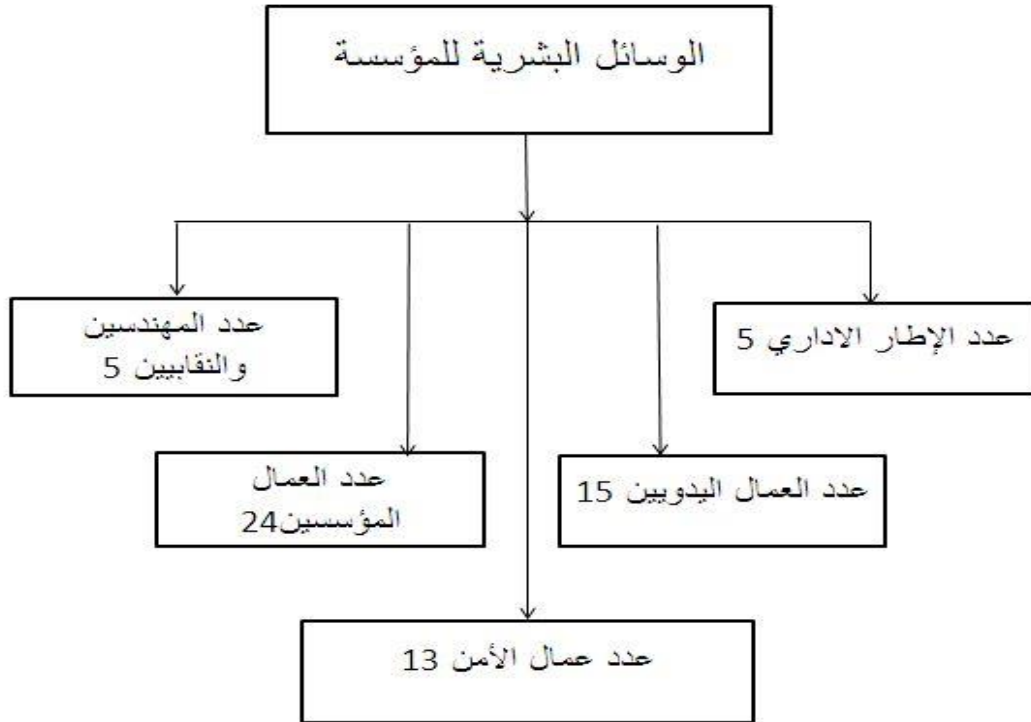 الوسائل البشرية للمؤسسة
عدد الإطار الاداري 5
عدد المهندسين
والنقابيين 5
عدد العمال اليدويين 15
عدد العمال
المؤسسين24
عدد عمال الأمن 13